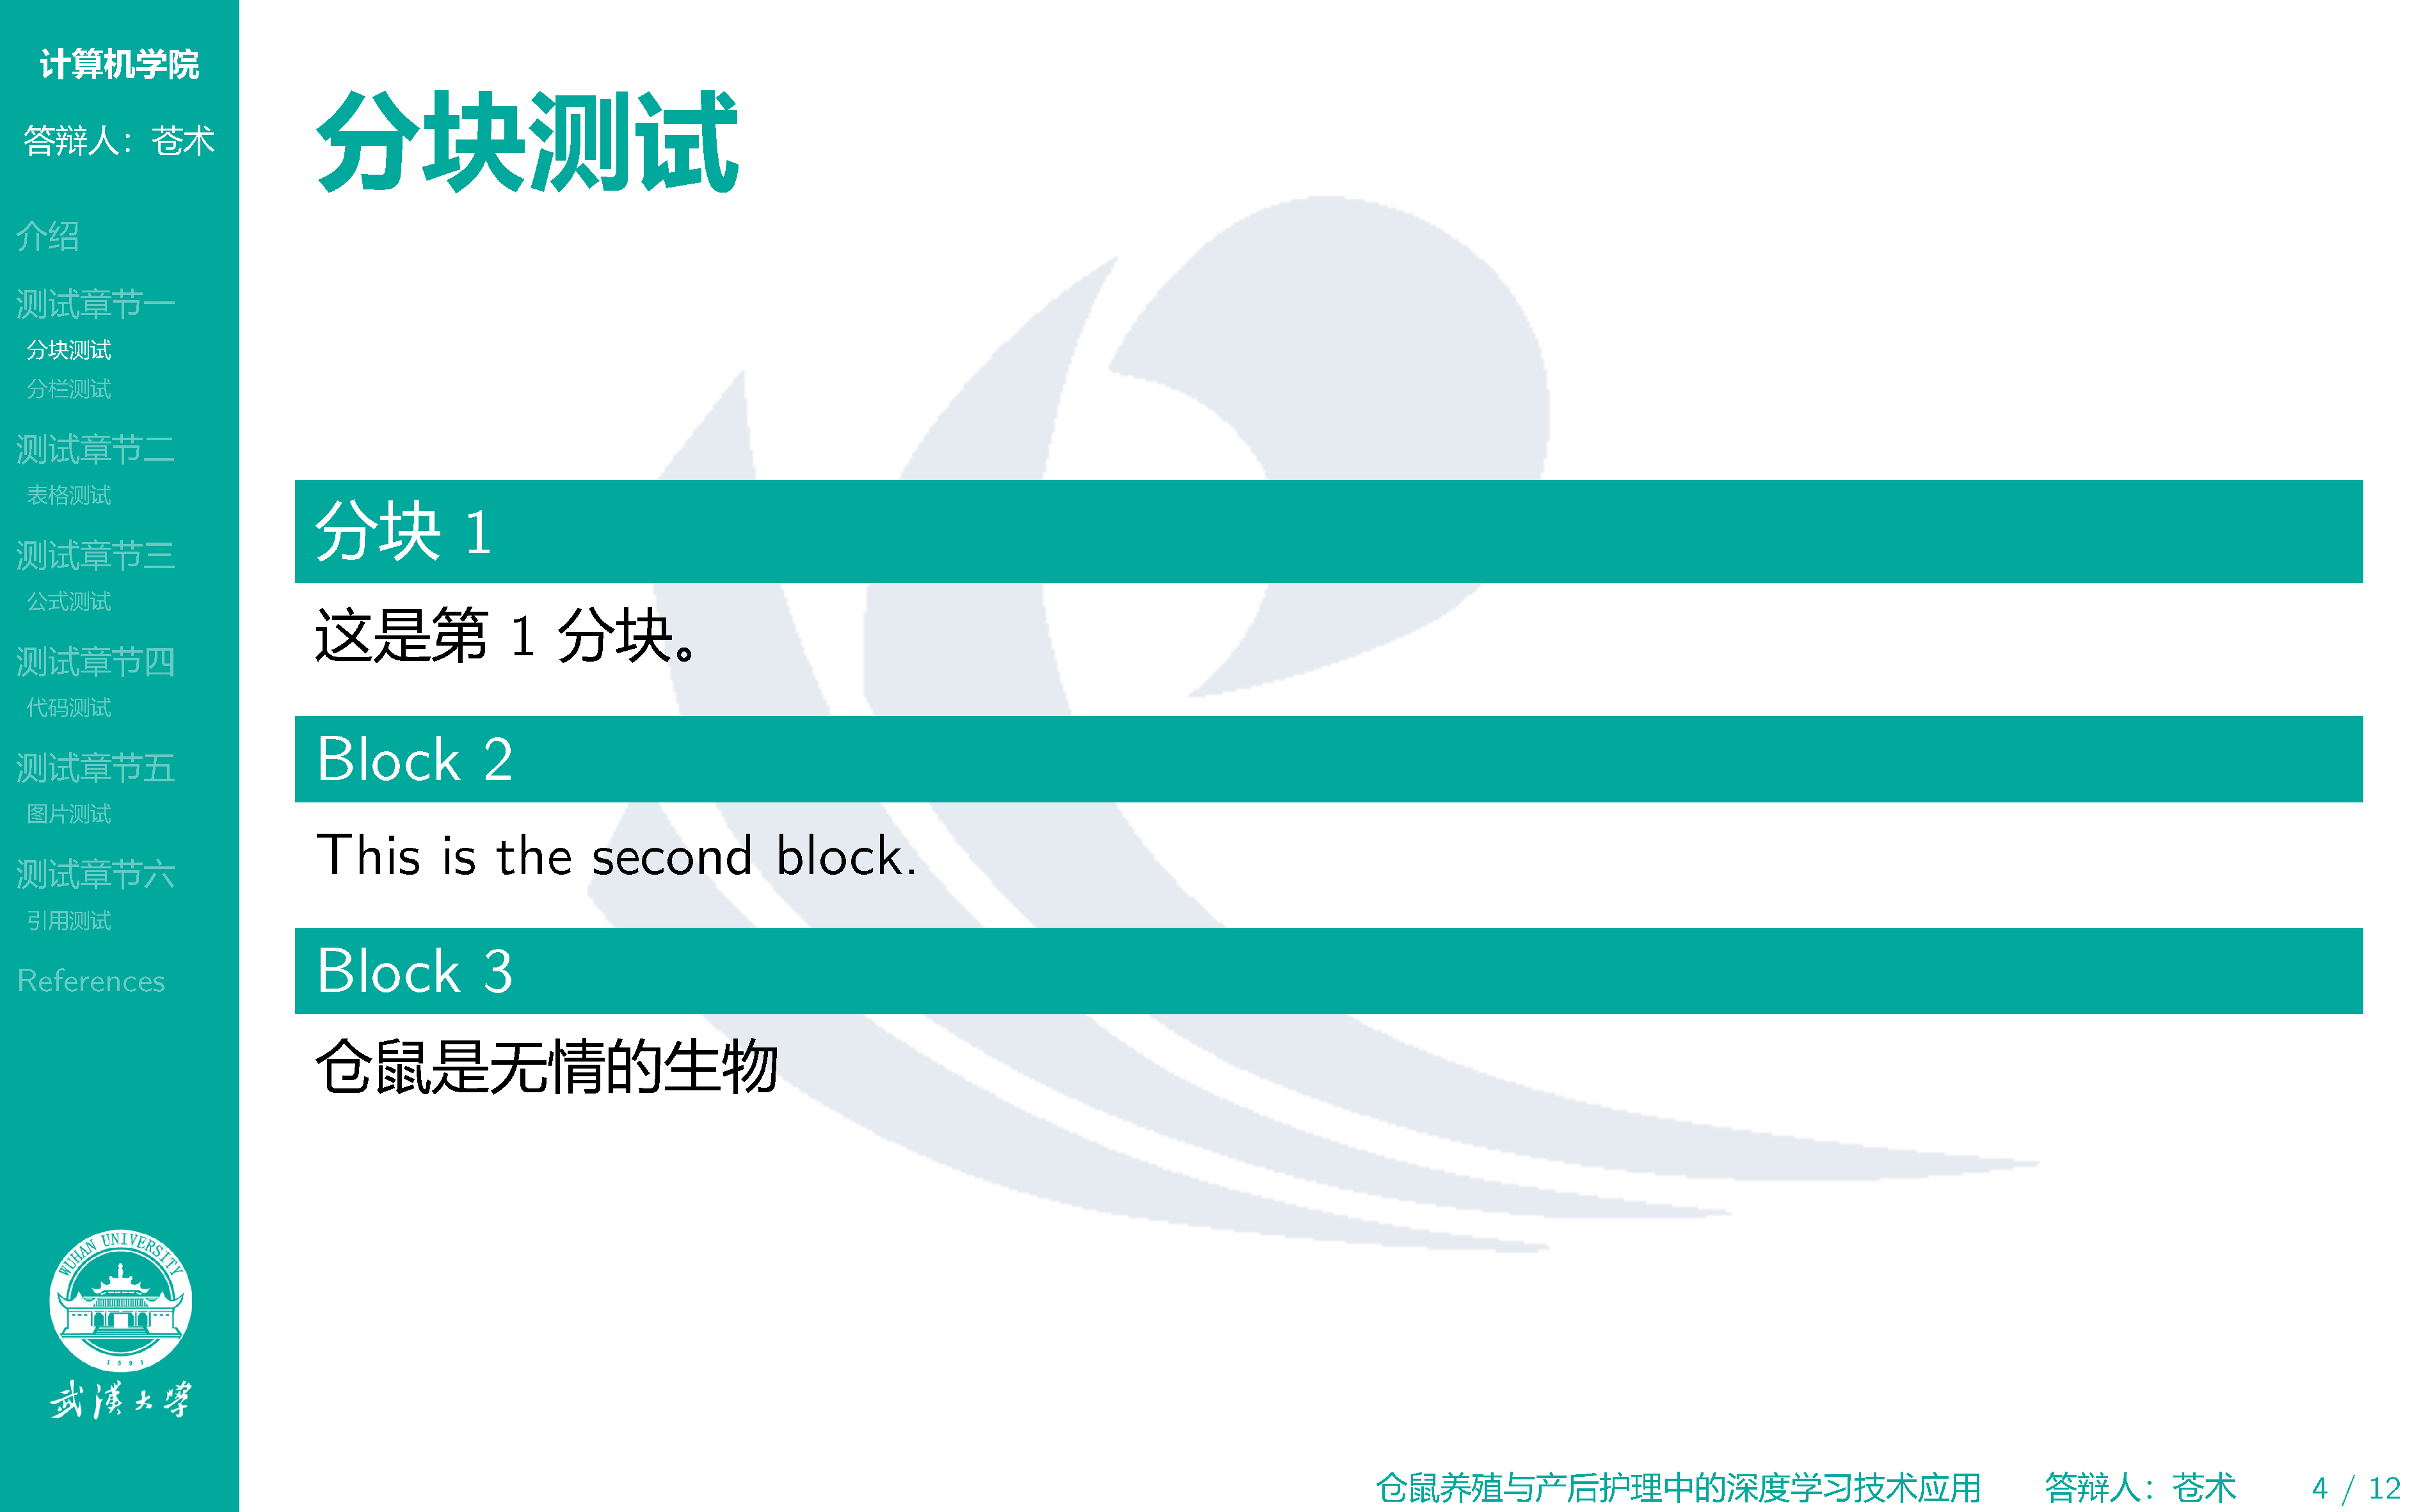 计算机学院
答辩人：苍术
介绍
测试章节一
分块测试
分栏测试
测试章节二
表格测试
测试章节三
公式测试
测试章节四
代码测试
测试章节五
图片测试
测试章节六
引用测试
References
WUHAN UNIVERSITY
1893
武漢大學
分块测试
分块 1
这是第 1 分块。
Block 2
This is the second block.
Block 3
仓鼠是无情的生物
仓鼠养殖与产后护理中的深度学习技术应用 答辩人：苍术 4 / 12